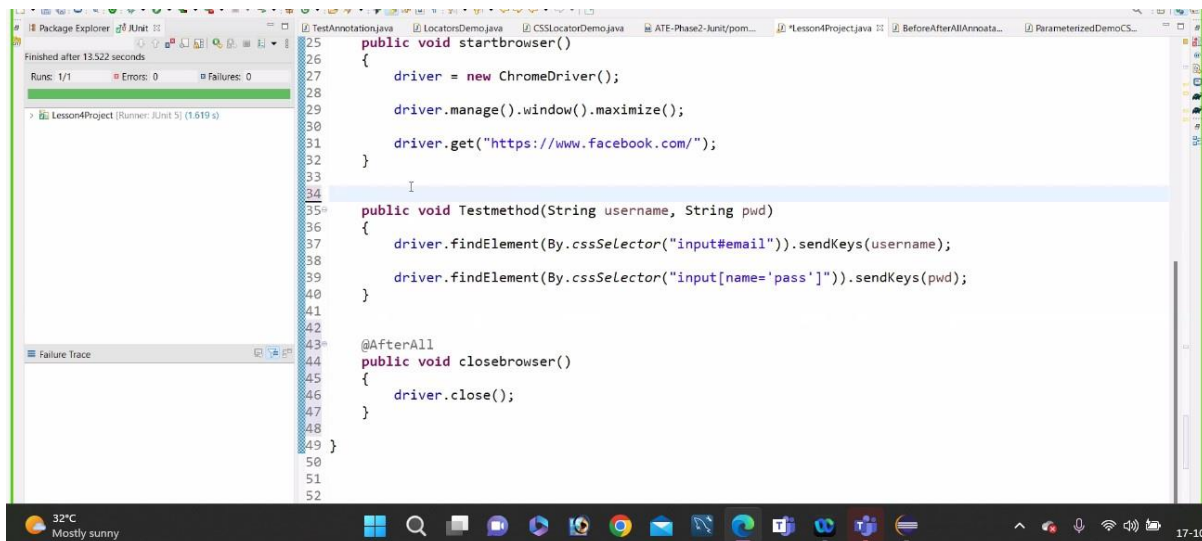 Package Explorer JUnit
TestAnnotation.java LocatorsDemo.java CSSLocatorDemo.java ATE-Phase2-Junit/pom... *Lesson4Project.java BeforeAfterAllAnnoata... ParameterizedDemoCS...
Finished after 13.522 seconds
Runs: 1/1 Errors: 0 Failures: 0
Lesson4Project [Runner: JUnit 5] (1.619 s)
Failure Trace
25 public void startbrowser()
26 {
27 driver = new ChromeDriver();
28
29 driver.manage().window().maximize();
30
31 driver.get("https://www.facebook.com/");
32 }
33
34
35 public void Testmethod(String username, String pwd)
36 {
37 driver.findElement(By.cssSelector("input#email")).sendKeys(username);
38
39 driver.findElement(By.cssSelector("input[name='pass']")).sendKeys(pwd);
40 }
41
42
43 @AfterAll
44 public void closebrowser()
45 {
46 driver.close();
47 }
48
49 }
50
51
52
32°C
Mostly sunny
17-10